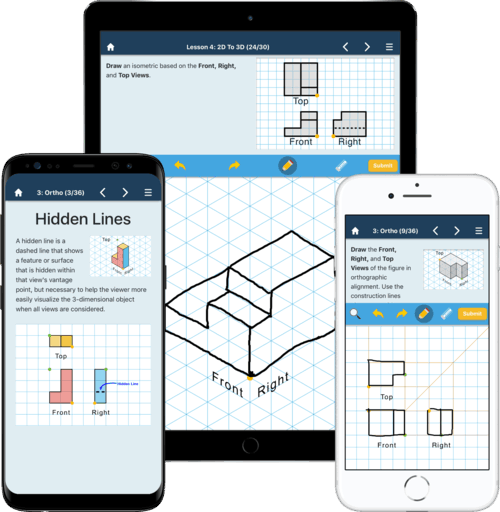 Lesson 4: 2D To 3D (24/30)
Draw an isometric based on the Front, Right,
and Top Views.
Top
Front
Right
Submit
Front
Right
3: Ortho (3/36)
Hidden Lines
A hidden line is a
dashed line that shows
a feature or surface
that is hidden within
that view's vantage
point, but necessary to help the viewer more
easily visualize the 3-dimensional object
when all views are considered.
Top
Front
Right
Top
Hidden Line
Front
Right
3: Ortho (9/36)
Draw the Front,
Right, and Top
Views of the figure in
orthographic
alignment. Use the
construction lines
Front
Right
Submit
Top
Front
Right